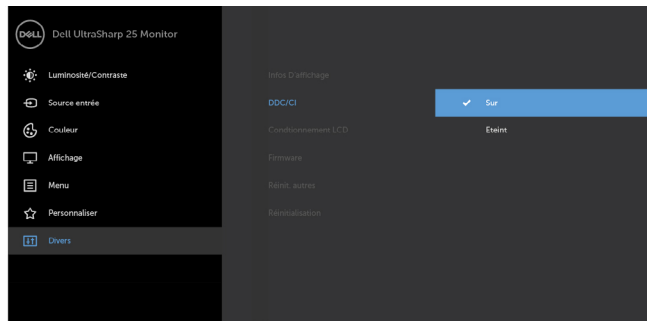 DELL Dell UltraSharp 25 Monitor
Luminosité/Contraste
Source entrée
Couleur
Affichage
Menu
Personnaliser
Divers
Infos D'affichage
DDC/CI
Condtionnement LCD
Firmware
Réinit. autres
Réinitialisation
Sur
Eteint